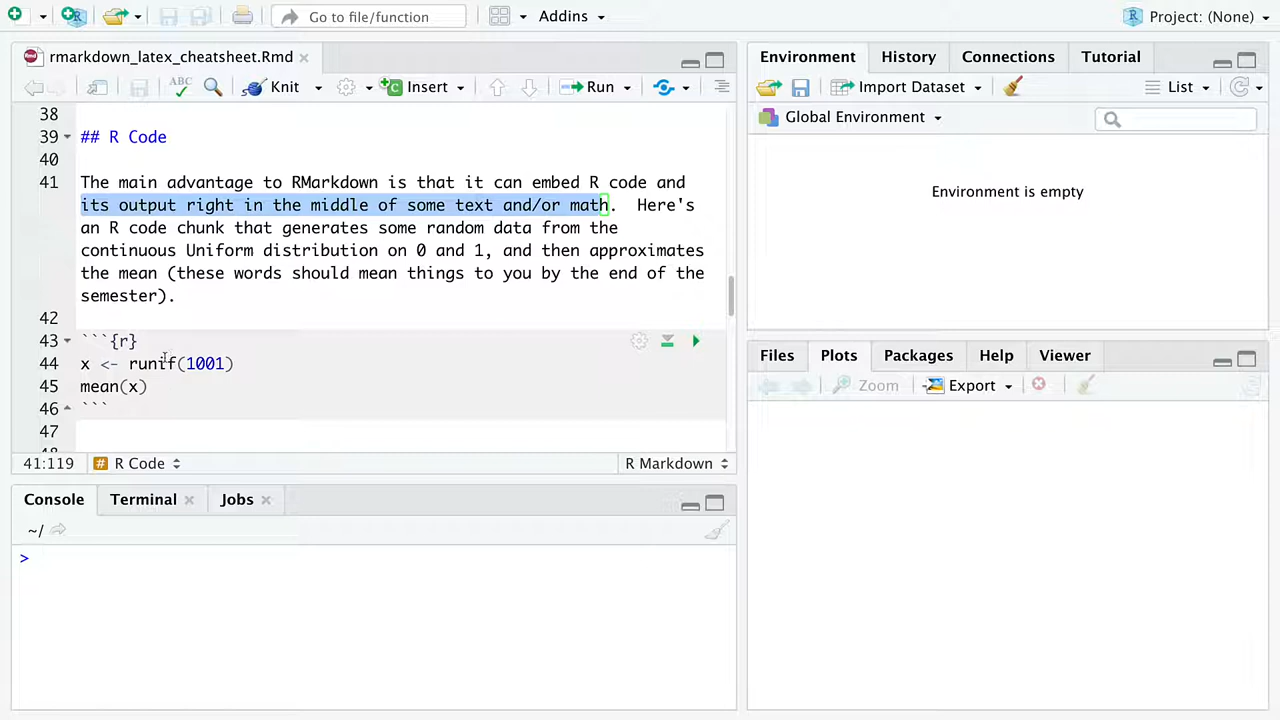 Go to file/function
Addins
Project: (None)
rmarkdown_latex_cheatsheet.Rmd
ABC
Knit
Insert
Run
38
39 ## R Code
40
41 The main advantage to RMarkdown is that it can embed R code and
its output right in the middle of some text and/or math.  Here's
an R code chunk that generates some random data from the
continuous Uniform distribution on 0 and 1, and then approximates
the mean (these words should mean things to you by the end of the
semester).
42
43 ```{r}
44 x <- runif(1001)
45 mean(x)
46 ```
47
41:119
# R Code
R Markdown
Console
Terminal
Jobs
~/
>
Environment
History
Connections
Tutorial
Import Dataset
List
Global Environment
Environment is empty
Files
Plots
Packages
Help
Viewer
Zoom
Export